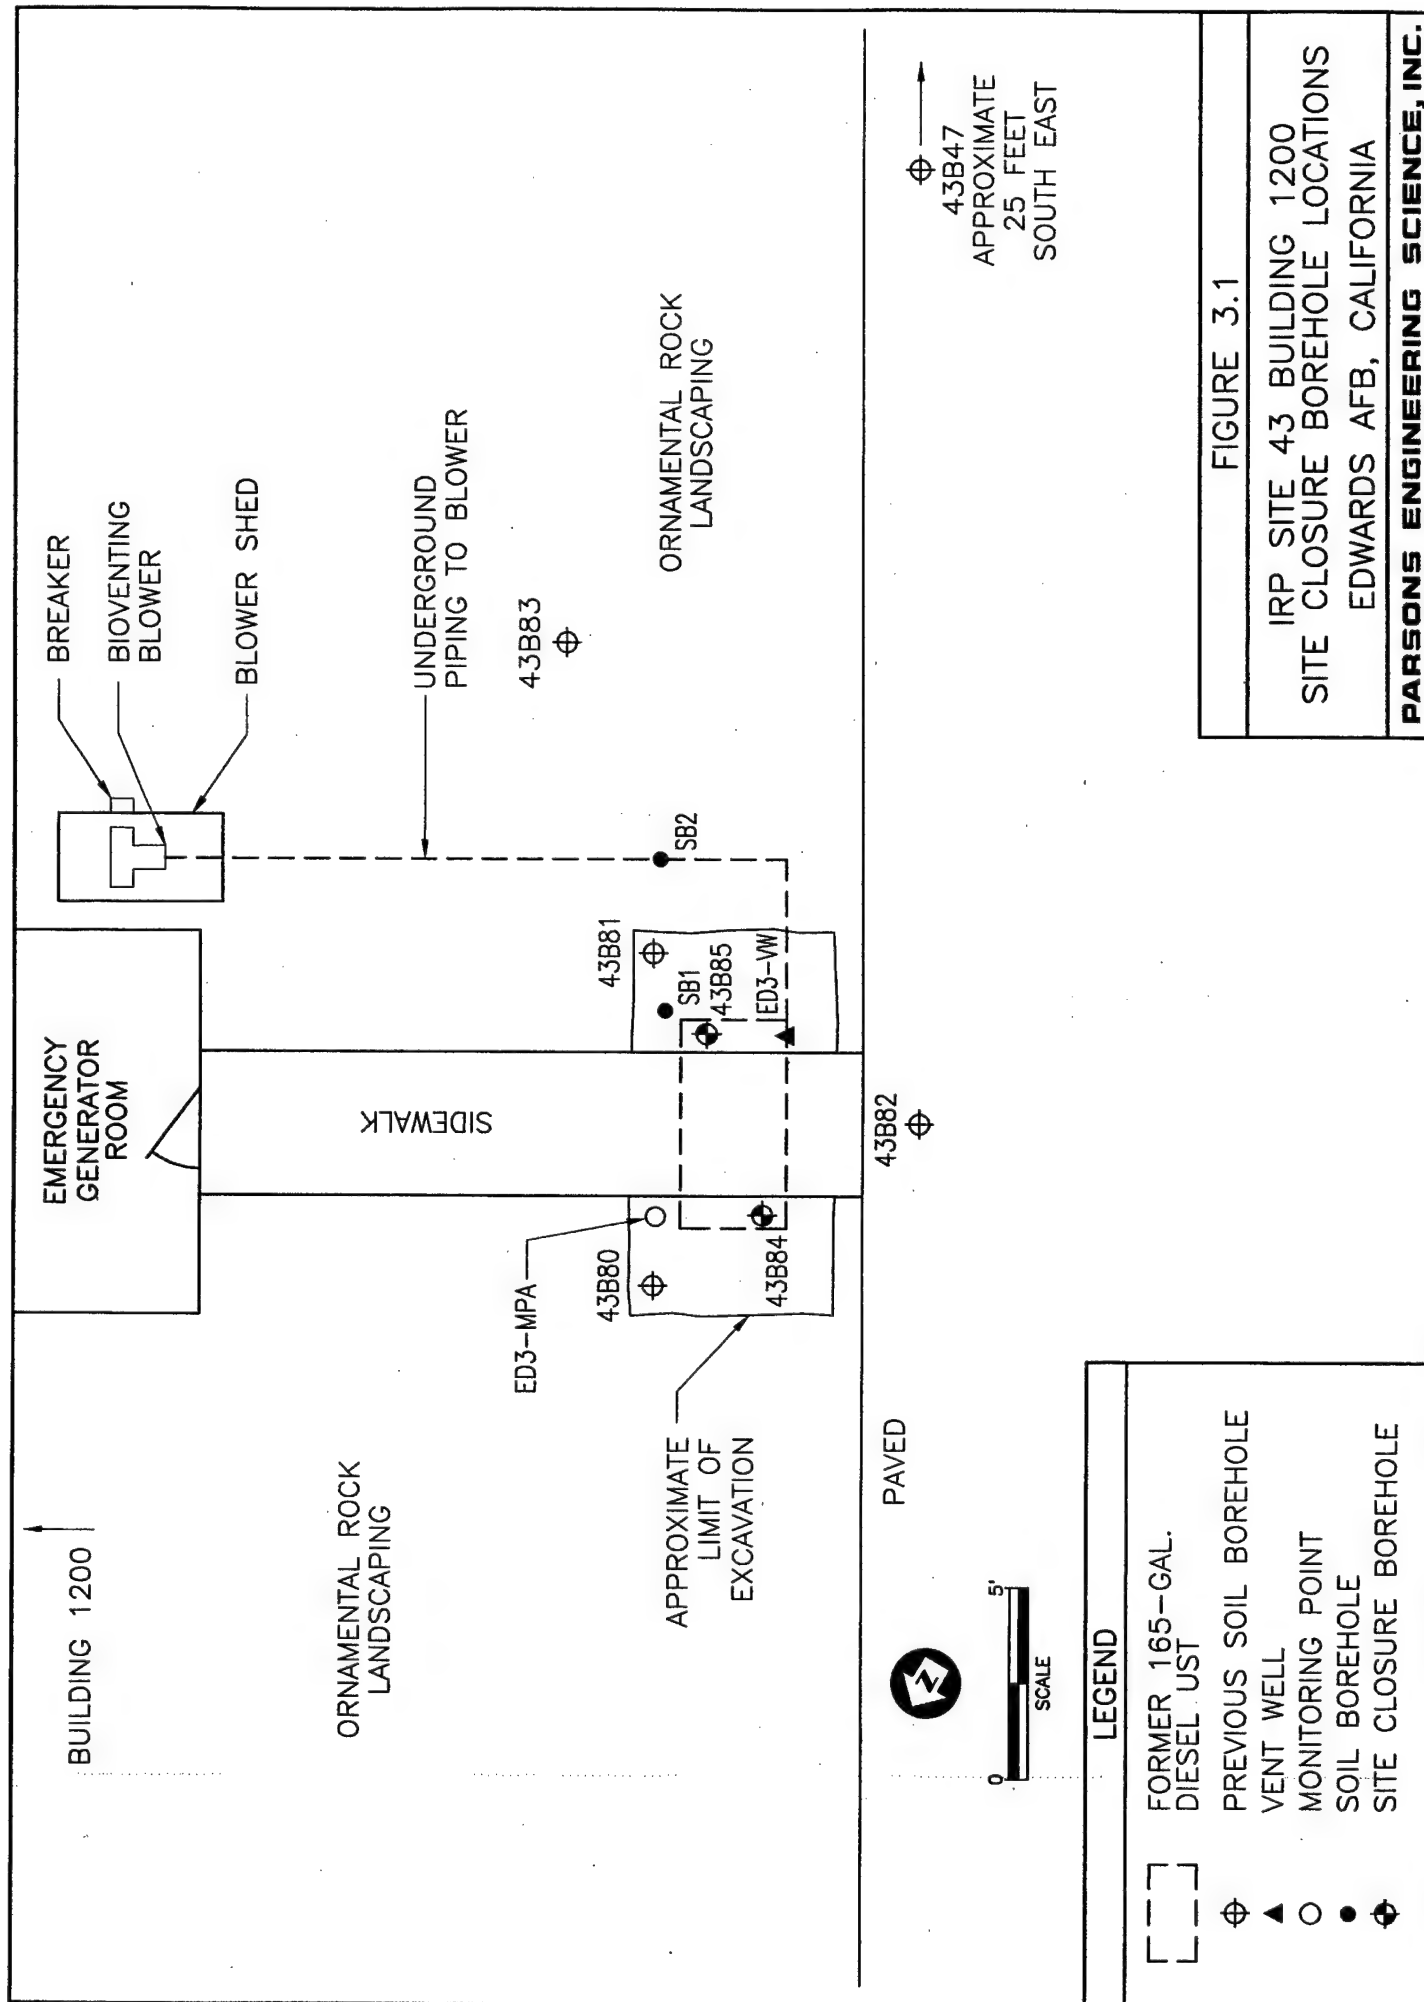 BUILDING 1200
EMERGENCY
GENERATOR
ROOM
BREAKER
BIOVENTING
BLOWER
BLOWER SHED
ORNAMENTAL ROCK
LANDSCAPING
SIDEWALK
UNDERGROUND
PIPING TO BLOWER
43B83
ED3-MPA
43B80
43B81
SB1
43B85
SB2
ED3-VW
43B84
ORNAMENTAL ROCK
LANDSCAPING
APPROXIMATE
LIMIT OF
EXCAVATION
43B82
PAVED
43B47
APPROXIMATE
25 FEET
SOUTH EAST
N
0
5'
SCALE
LEGEND
FORMER 165-GAL.
DIESEL UST
PREVIOUS SOIL BOREHOLE
VENT WELL
MONITORING POINT
SOIL BOREHOLE
SITE CLOSURE BOREHOLE
FIGURE 3.1
IRP SITE 43 BUILDING 1200
SITE CLOSURE BOREHOLE LOCATIONS
EDWARDS AFB, CALIFORNIA
PARSONS ENGINEERING SCIENCE, INC.